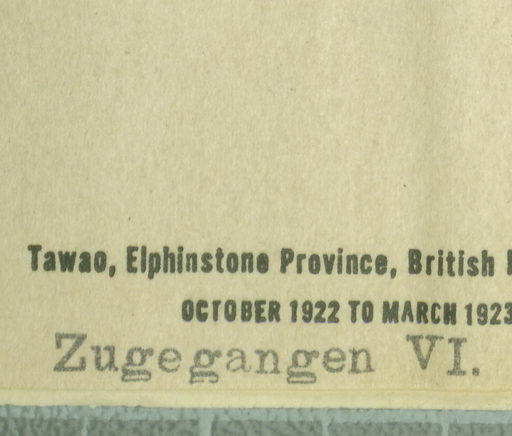 Tawao, Elphinstone Province, British
OCTOBER 1922 TO MARCH 1923
Zugegangen VI.